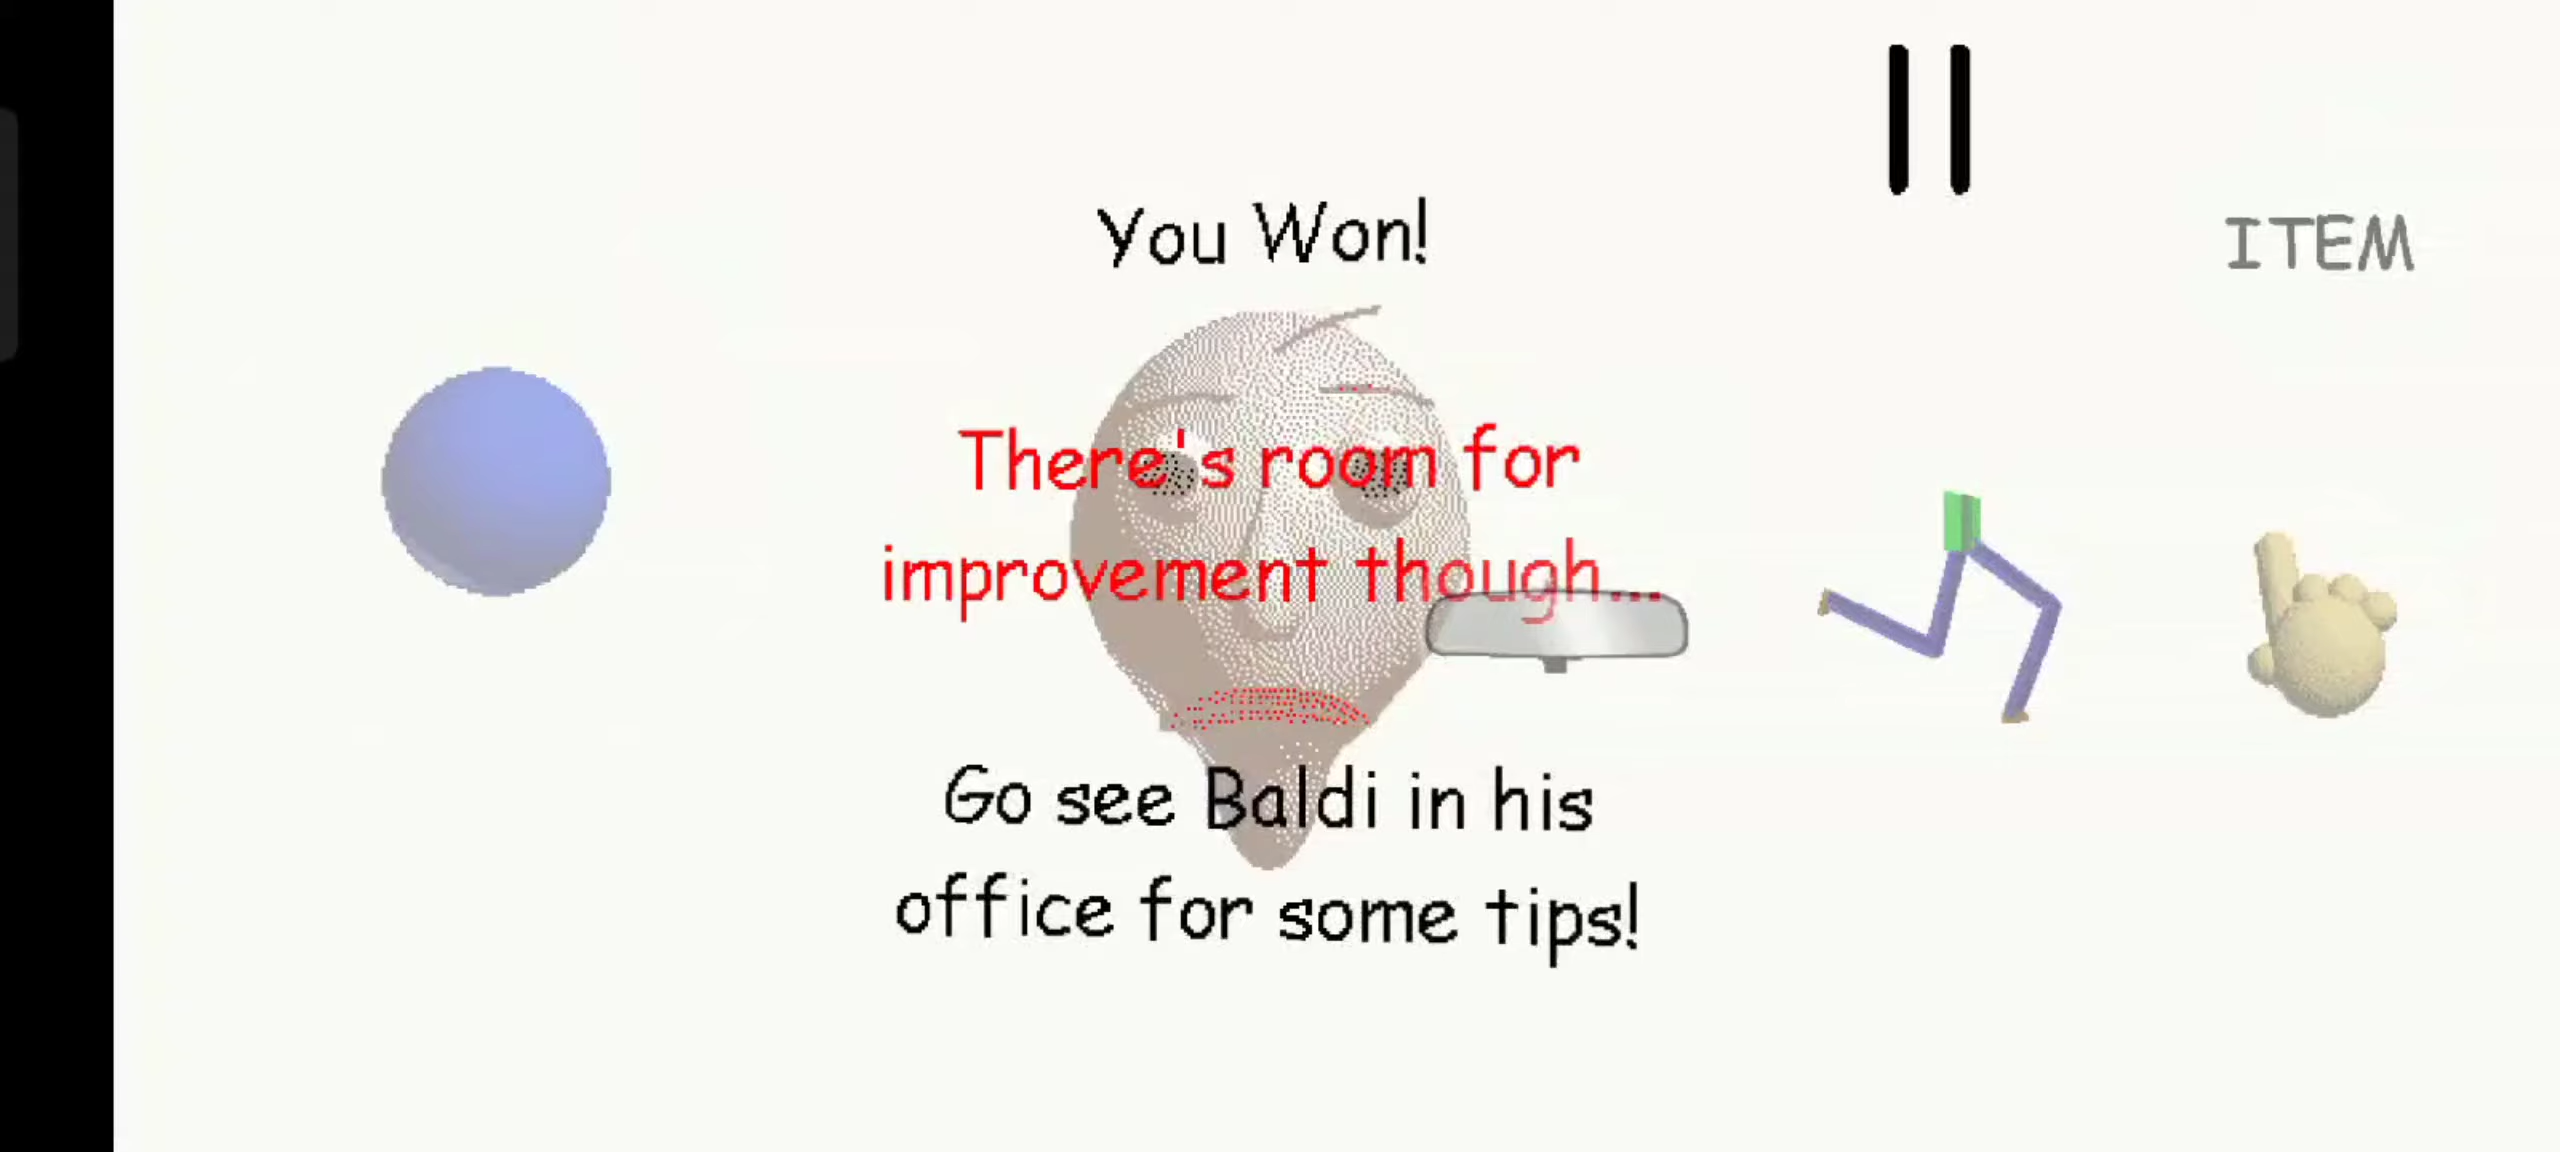 You Won!
ITEM
There's room for
improvement though...
Go see Baldi in his
office for some tips!